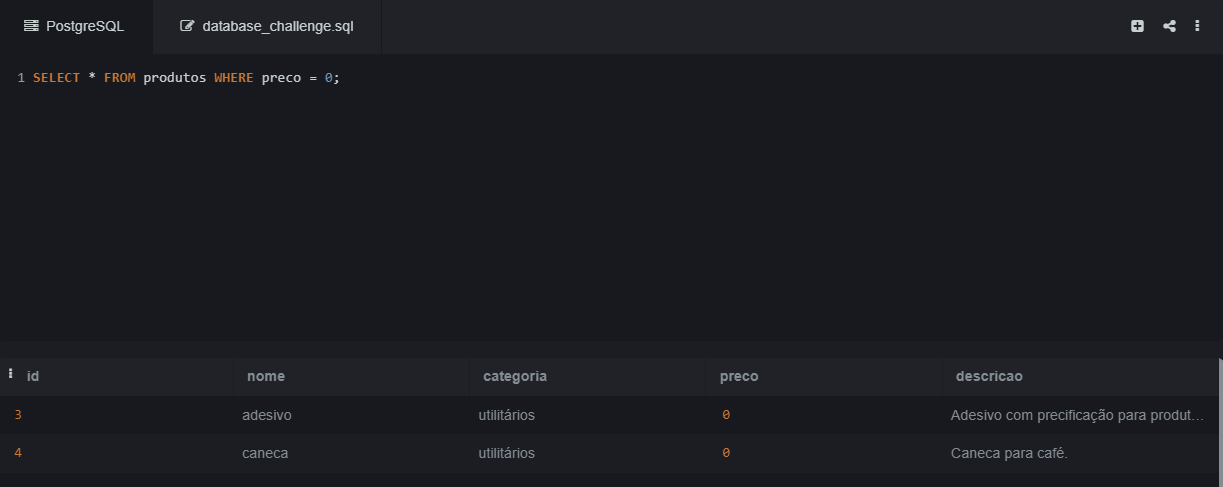 PostgreSQL database_challenge.sql
1 SELECT * FROM produtos WHERE preco = 0;
id nome categoria preco descricao
3 adesivo utilitários 0 Adesivo com precificação para produt...
4 caneca utilitários 0 Caneca para café.